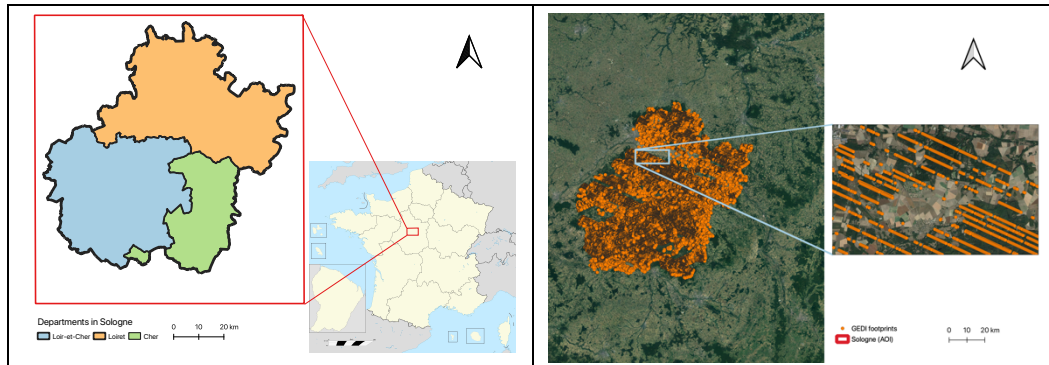 Departments in Sologne
Loir-et-Cher Loiret Cher
0 10 20 km
GEDI footprints
Sologne (AOI)
0 10 20 km